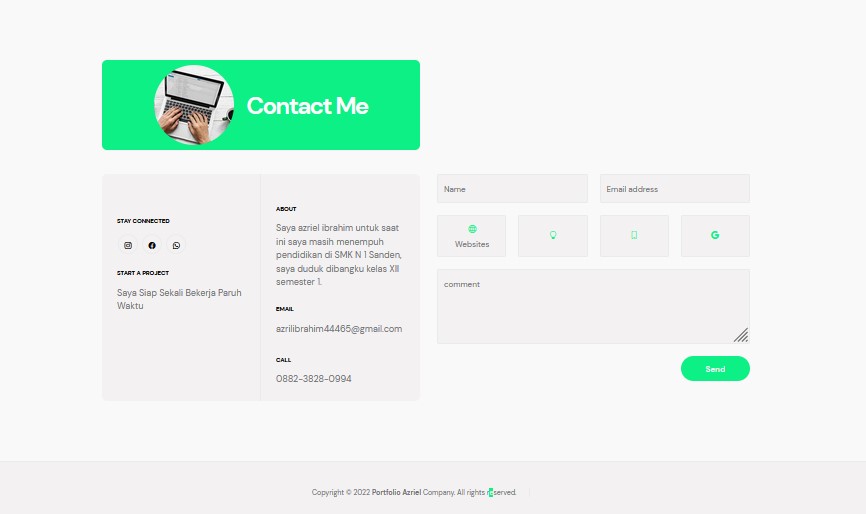 Contact Me
STAY CONNECTED
START A PROJECT
Saya Siap Sekali Bekerja Paruh
Waktu
ABOUT
Saya azriel ibrahim untuk saat
ini saya masih menempuh
pendidikan di SMK N 1 Sanden,
saya duduk dibangku kelas XII
semester 1.
EMAIL
azrilibrahim44465@gmail.com
CALL
0882-3828-0994
Name
Email address
Websites
comment
Send
Copyright © 2022 Portfolio Azriel Company. All rights reserved.